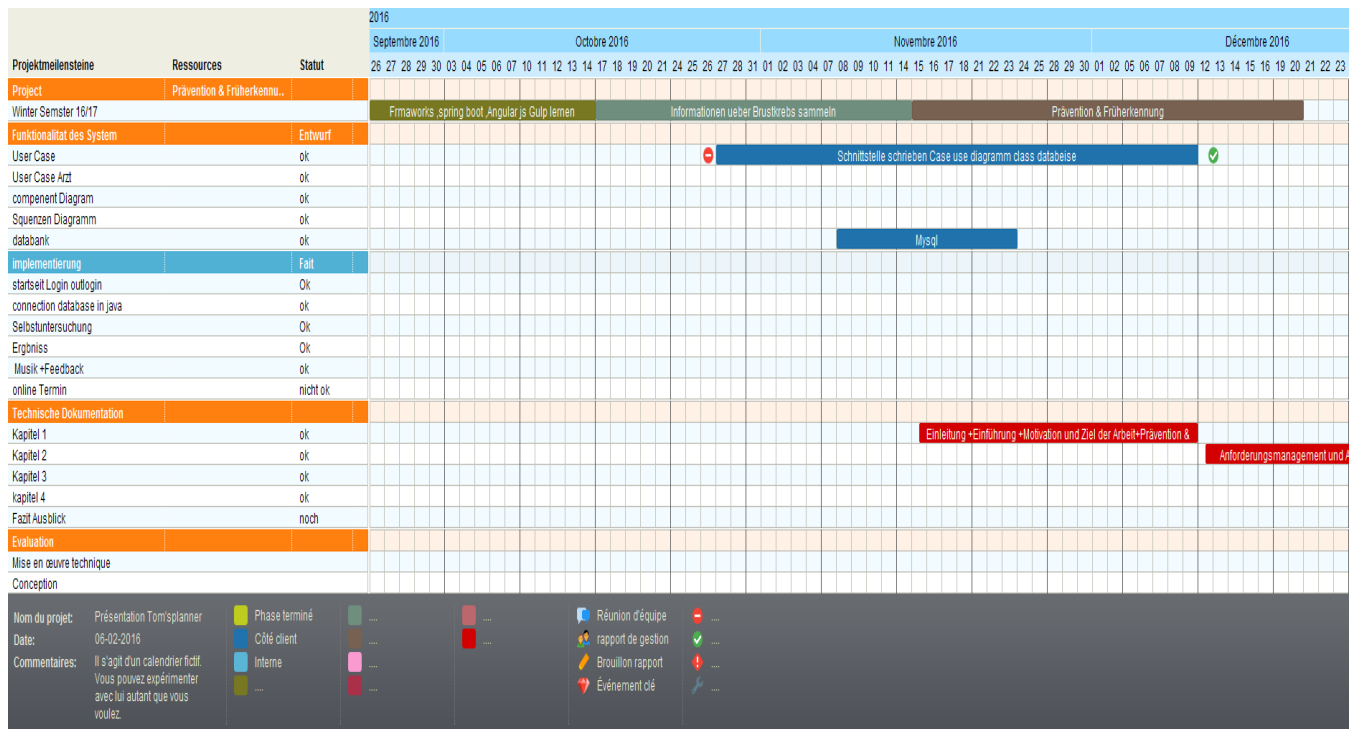 2016
Septembre 2016 Octobre 2016 Novembre 2016 Décembre 2016
Projektmeilensteine Ressources Statut 26 27 28 29 30 03 04 05 06 07 10 11 12 13 14 17 18 19 20 21 24 25 26 27 28 31 01 02 03 04 07 08 09 10 11 14 15 16 17 18 21 22 23 24 25 28 29 30 01 02 05 06 07 08 09 12 13 14 15 16 19 20 21 22 23
Project Prävention & Früherkennu..
Winter Semster 16/17 Frmaworks ,spring boot ,Angular js Gulp lernen Informationen ueber Brustkrebs sammeln Prävention & Früherkennung
Funktionalitat des System Entwurf
User Case ok Schnittstelle schrieben Case use diagramm class databeise
User Case Arzt ok
compenent Diagram ok
Squenzen Diagramm ok
databank ok Mysql
implementierung Fait
startseit Login outlogin Ok
connection database in java ok
Selbstuntersuchung Ok
Ergbniss Ok
Musik +Feedback ok
online Termin nicht ok
Technische Dokumentation
Kapitel 1 ok Einleitung +Einführung +Motivation und Ziel der Arbeit+Prävention &
Kapitel 2 ok Anforderungsmanagement und A
Kapitel 3 ok
kapitel 4 ok
Fazit Ausblick noch
Evaluation
Mise en œuvre technique
Conception
Nom du projet: Présentation Tom'splanner
Date: 06-02-2016
Commentaires: Il s'agit d'un calendrier fictif.
Vous pouvez expérimenter
avec lui autant que vous
voulez.
Phase terminé
Côté client
Interne
....
....
....
....
....
....
....
Réunion d'équipe
rapport de gestion
Brouillon rapport
Événement clé
....
....
....
....